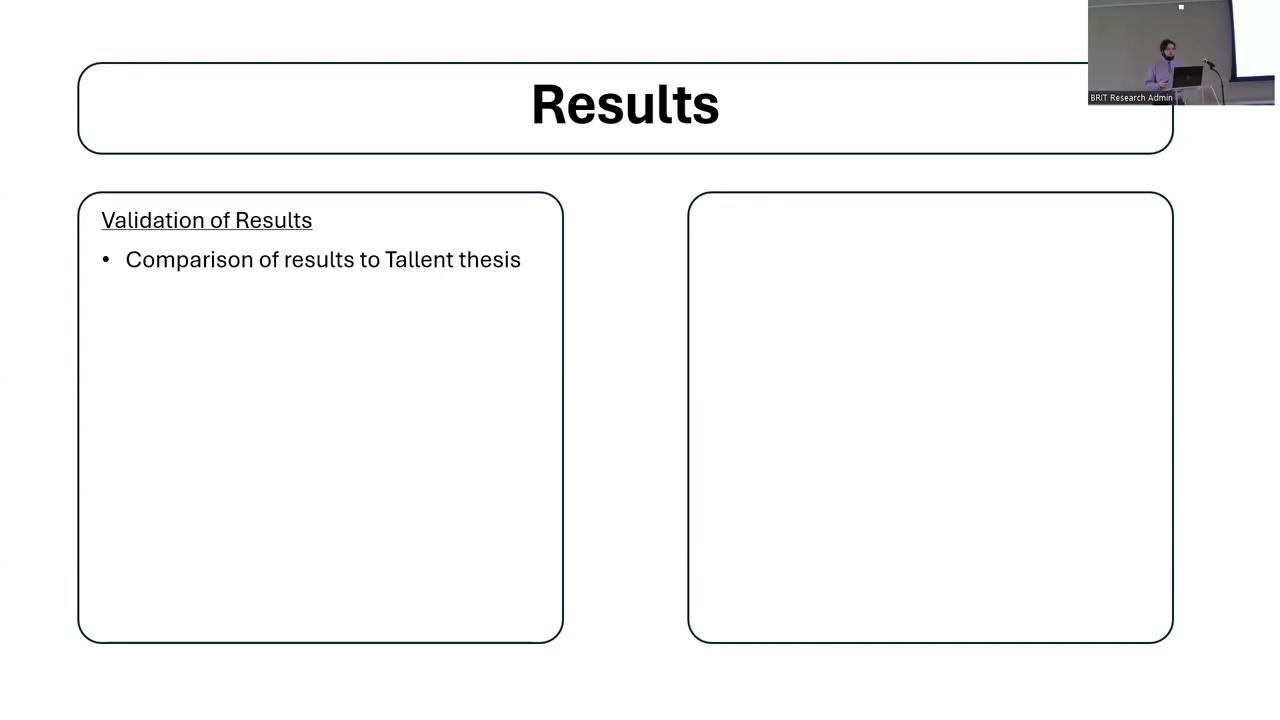 Results
BRIT Research Admin
Validation of Results
• Comparison of results to Tallent thesis